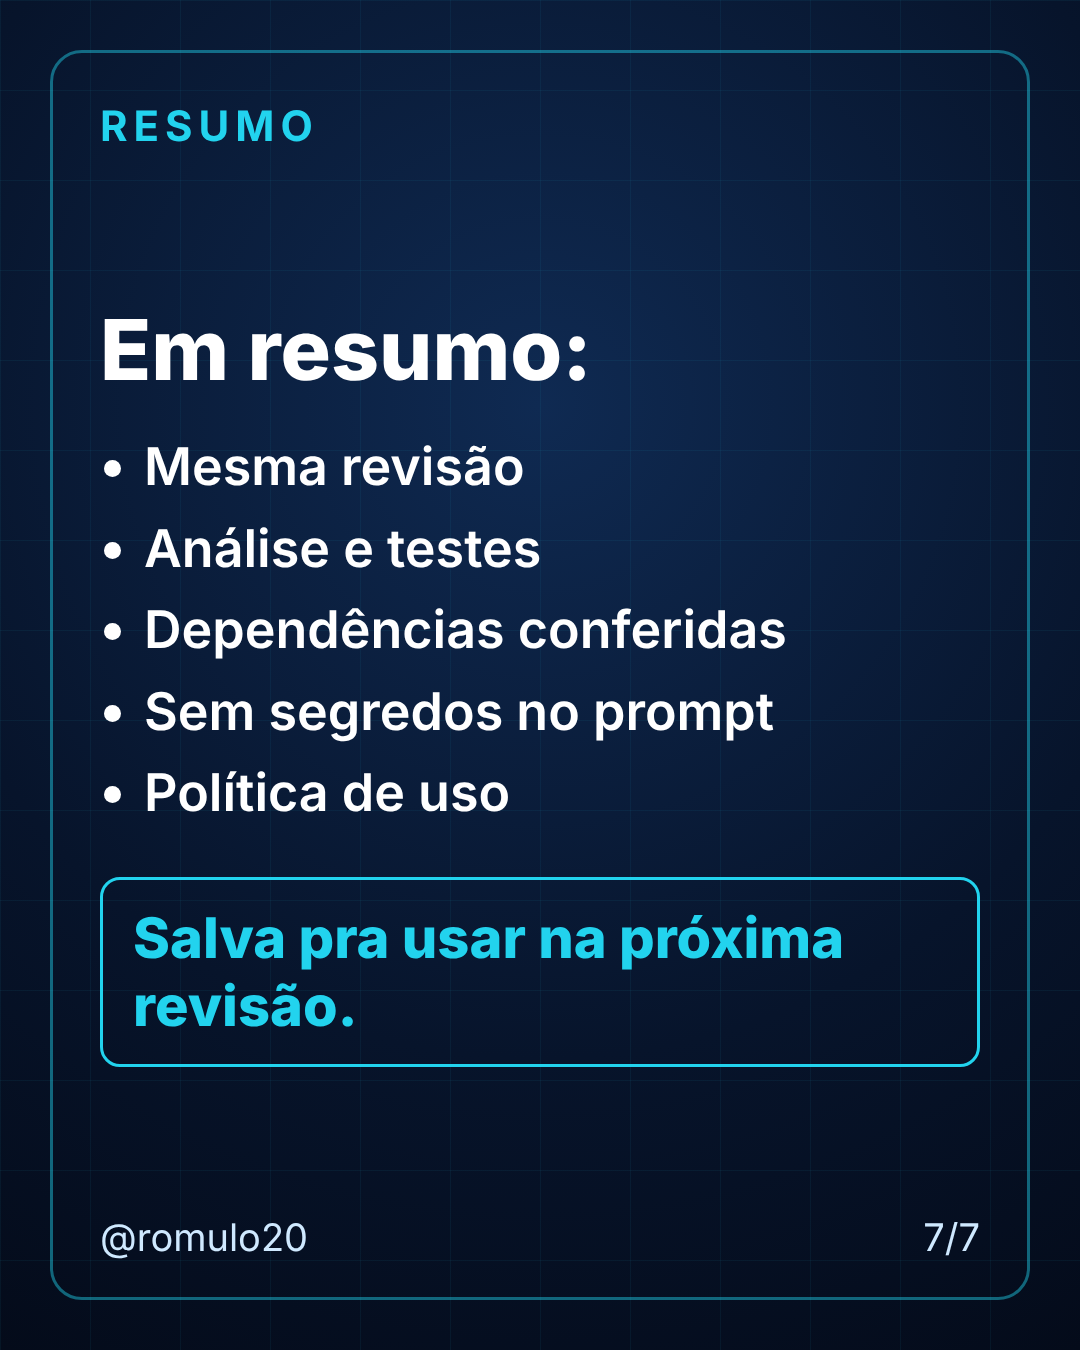 RESUMO
Em resumo:
• Mesma revisão
• Análise e testes
• Dependências conferidas
• Sem segredos no prompt
• Política de uso
Salva pra usar na próxima
revisão.
@romulo20
7/7